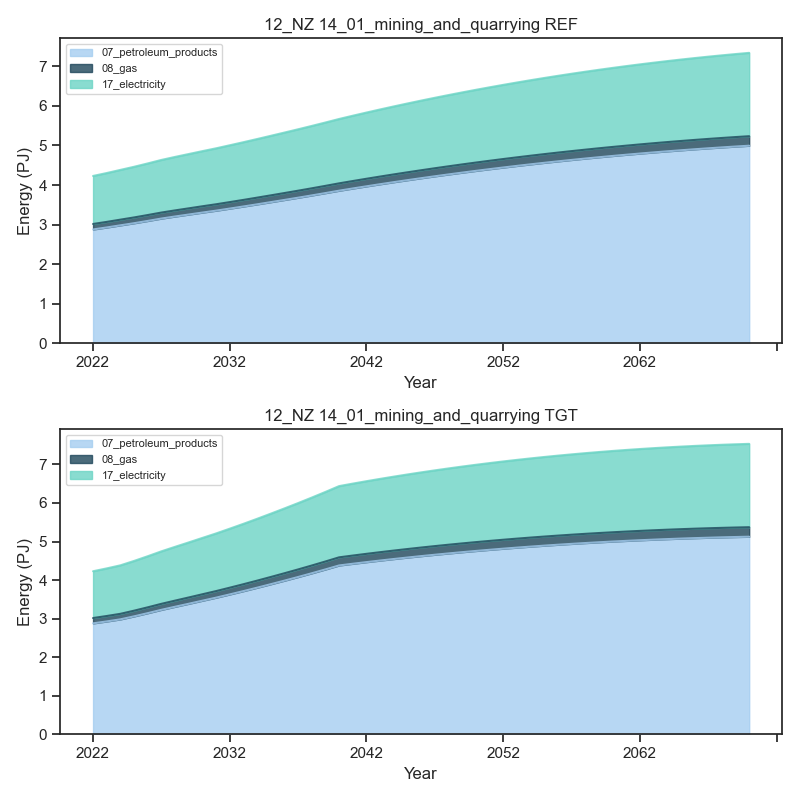 12_NZ 14_01_mining_and_quarrying REF
07_petroleum_products
08_gas
17_electricity
7
6
5
4
3
2
1
0
Energy (PJ)
2022 2032 2042 2052 2062
Year
12_NZ 14_01_mining_and_quarrying TGT
07_petroleum_products
08_gas
17_electricity
7
6
5
4
3
2
1
0
Energy (PJ)
2022 2032 2042 2052 2062
Year